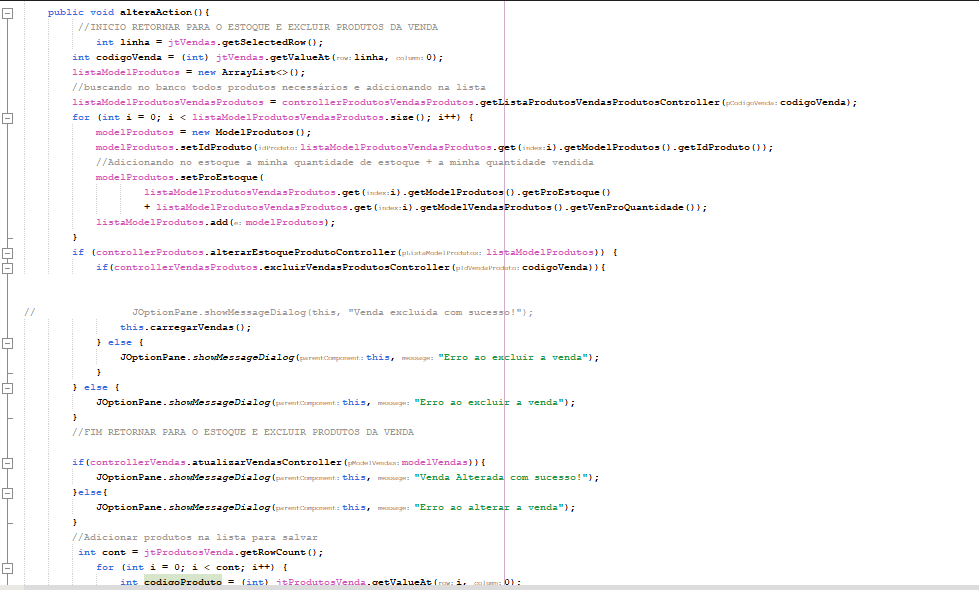 public void alteraAction(){
//INICIO RETORNAR PARA O ESTOQUE E EXCLUIR PRODUTOS DA VENDA
int linha = jtVendas.getSelectedRow();
int codigoVenda = (int) jtVendas.getValueAt(row: linha, column: 0);
listaModelProdutos = new ArrayList<>();
//buscando no banco todos produtos necessários e adicionando na lista
listaModelProdutosVendasProdutos = controllerProdutosVendasProdutos.getListaProdutosVendasProdutosController(pCodigoVenda: codigoVenda);
for (int i = 0; i < listaModelProdutosVendasProdutos.size(); i++) {
modelProdutos = new ModelProdutos();
modelProdutos.setIdProduto(idProduto: listaModelProdutosVendasProdutos.get(index: i).getModelProdutos().getIdProduto());
//Adicionando no estoque a minha quantidade de estoque + a minha quantidade vendida
modelProdutos.setProEstoque(
listaModelProdutosVendasProdutos.get(index: i).getModelProdutos().getProEstoque()
+ listaModelProdutosVendasProdutos.get(index: i).getModelVendasProdutos().getVenProQuantidade());
listaModelProdutos.add(e: modelProdutos);
}
if (controllerProdutos.alterarEstoqueProdutoController(pListaModelProdutos: listaModelProdutos)) {
if(controllerVendasProdutos.excluirVendasProdutosController(pIdVendaProduto: codigoVenda)){
// JOptionPane.showMessageDialog(this, "Venda excluida com sucesso!");
this.carregarVendas();
} else {
JOptionPane.showMessageDialog(parentComponent: this, message: "Erro ao excluir a venda");
}
} else {
JOptionPane.showMessageDialog(parentComponent: this, message: "Erro ao excluir a venda");
}
//FIM RETORNAR PARA O ESTOQUE E EXCLUIR PRODUTOS DA VENDA
if(controllerVendas.atualizarVendasController(pModelVendas: modelVendas)){
JOptionPane.showMessageDialog(parentComponent: this, message: "Venda Alterada com sucesso!");
}else{
JOptionPane.showMessageDialog(parentComponent: this, message: "Erro ao alterar a venda");
}
//Adicionar produtos na lista para salvar
int cont = jtProdutosVenda.getRowCount();
for (int i = 0; i < cont; i++) {
int codigoProduto = (int) jtProdutosVenda.getValueAt(row: i, column: 0);